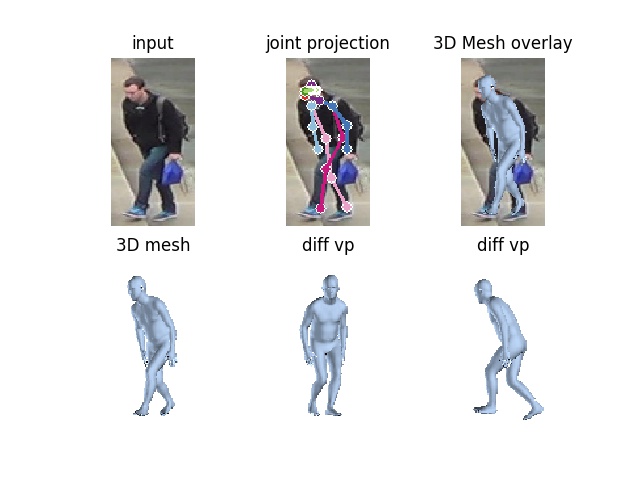 input
joint projection
3D Mesh overlay
3D mesh
diff vp
diff vp